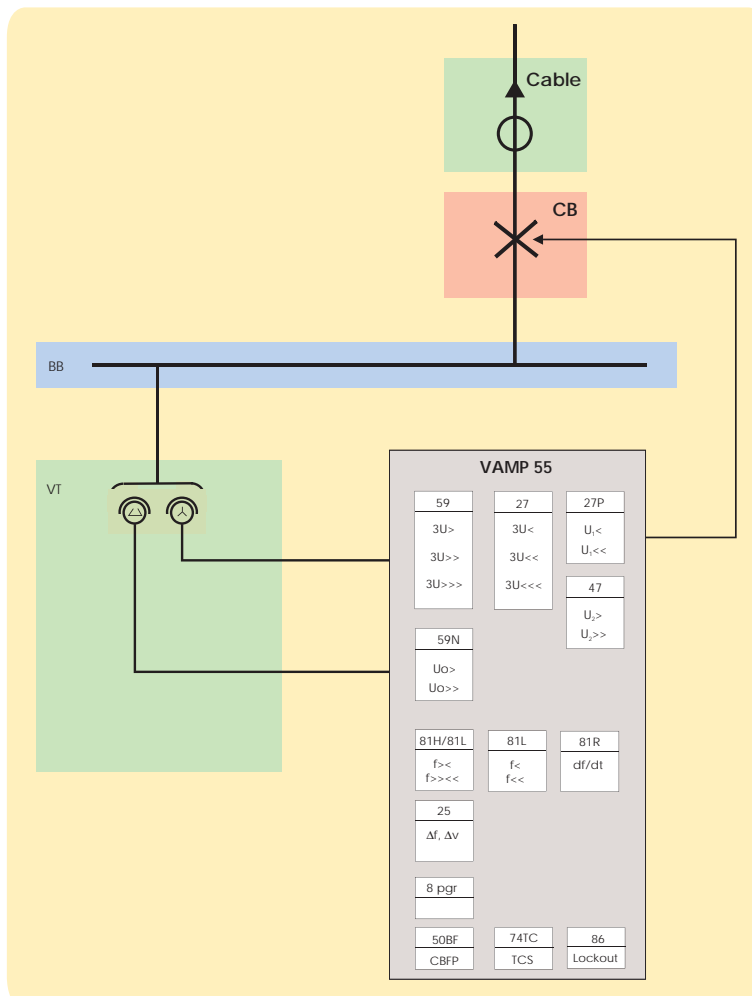 Cable
CB
BB
VT
VAMP 55
59
3U>
3U>>
3U>>>
27
3U<
3U<<
3U<<<
27P
U₁<
U₁<<
47
U₂>
U₂>>
59N
Uo>
Uo>>
81H/81L
f><
f>><<
81L
f<
f<<
81R
df/dt
25
Δf, Δv
8 pgr
50BF
CBFP
74TC
TCS
86
Lockout